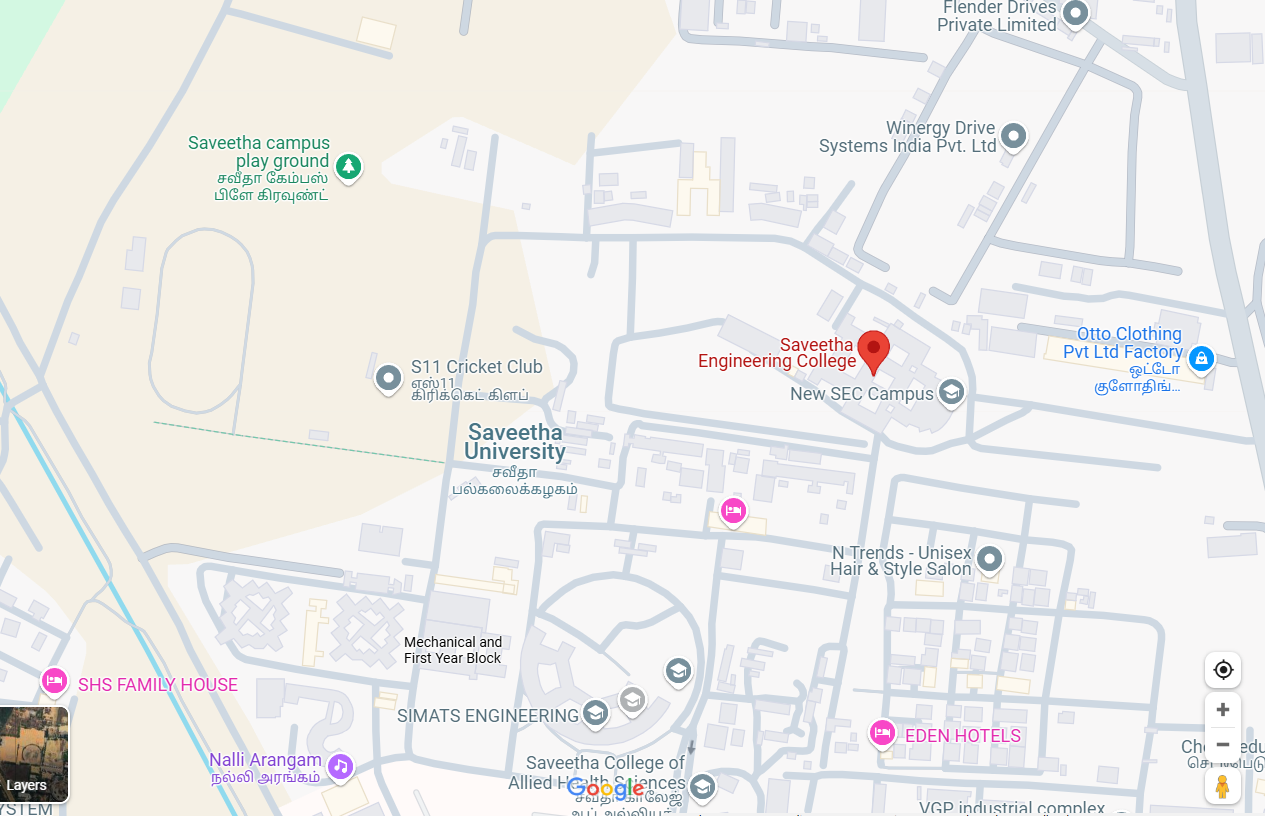 Flender Drives
Private Limited
Winergy Drive
Systems India Pvt. Ltd
Saveetha campus
play ground
சவீதா கேம்பஸ்
பிளே கிரவுண்ட்
Saveetha
Engineering College
Otto Clothing
Pvt Ltd Factory
ஒட்டோ
குளோதிங்...
S11 Cricket Club
எஸ்11
கிரிக்கெட் கிளப்
New SEC Campus
Saveetha
University
சவீதா
பல்கலைக்கழகம்
N Trends - Unisex
Hair & Style Salon
Mechanical and
First Year Block
SHS FAMILY HOUSE
SIMATS ENGINEERING
EDEN HOTELS
Nalli Arangam
நல்லி அரங்கம்
Saveetha College of
Allied Health Sciences
சவீதா காலேஜ்
Google
Layers
VGP industrial complex